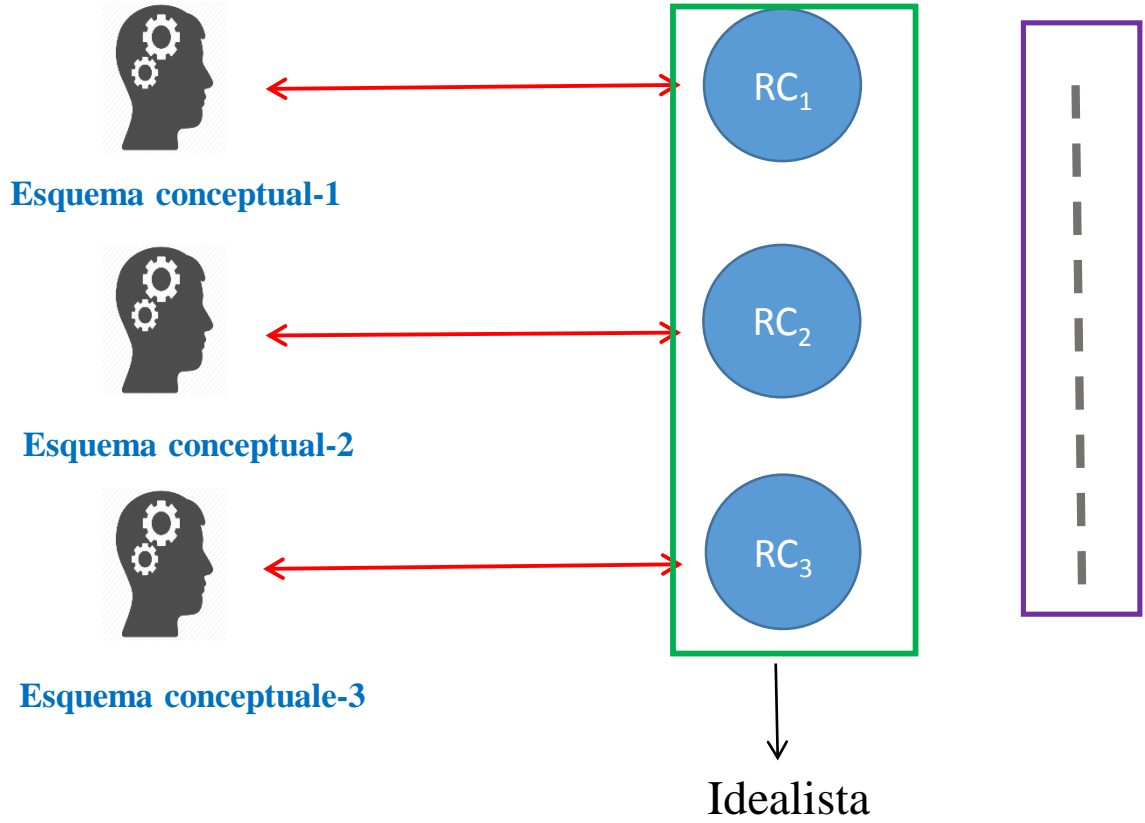 RC₁
Esquema conceptual-1
RC₂
Esquema conceptual-2
RC₃
Esquema conceptuale-3
Idealista